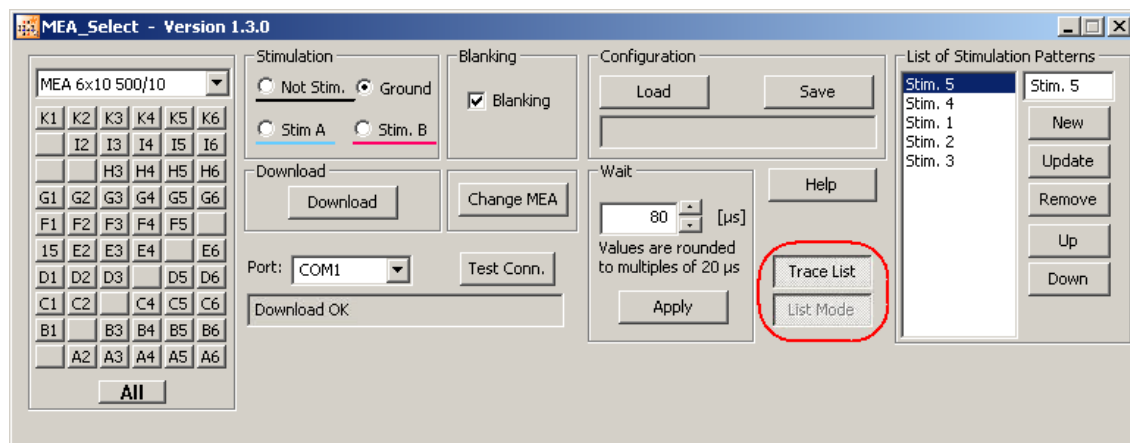 MEA_Select - Version 1.3.0
MEA 6x10 500/10
K1 K2 K3 K4 K5 K6
I2 I3 I4 I5 I6
H3 H4 H5 H6
G1 G2 G3 G4 G5 G6
F1 F2 F3 F4 F5
15 E2 E3 E4 E6
D1 D2 D3 D5 D6
C1 C2 C4 C5 C6
B1 B3 B4 B5 B6
A2 A3 A4 A5 A6
All
Stimulation
Not Stim. Ground
Stim A Stim. B
Blanking
Blanking
Configuration
Load Save
Download
Download
Change MEA
Port: COM1
Test Conn.
Download OK
Wait
80 [µs]
Values are rounded
to multiples of 20 µs
Apply
Help
Trace List
List Mode
List of Stimulation Patterns
Stim. 5
Stim. 4
Stim. 1
Stim. 2
Stim. 3
Stim. 5
New
Update
Remove
Up
Down